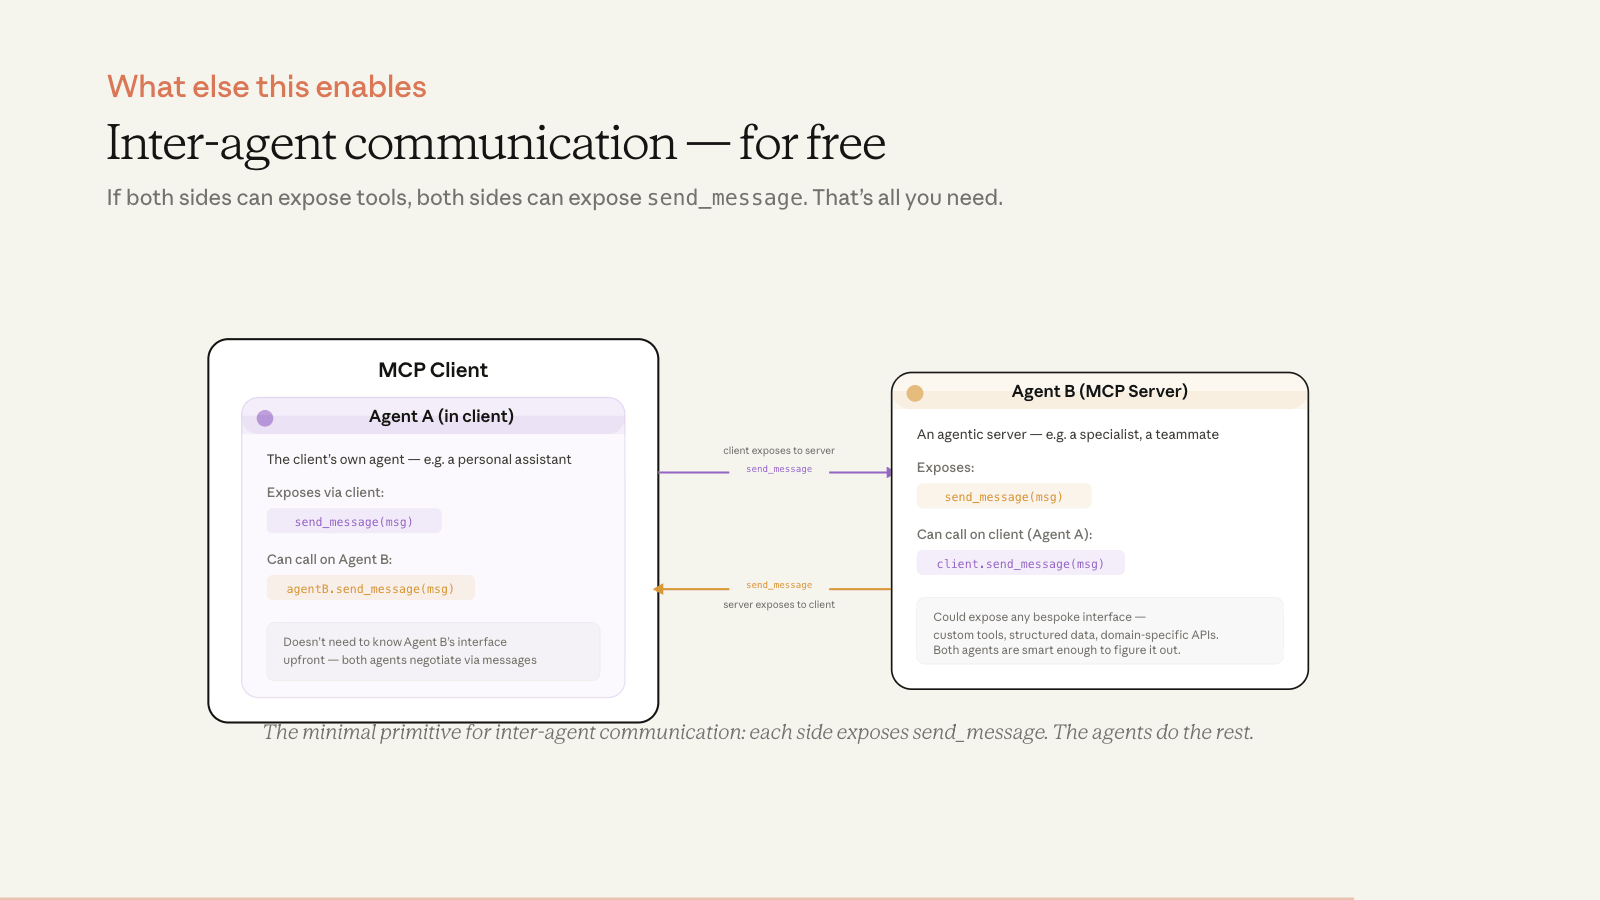 What else this enables
Inter-agent communication — for free
If both sides can expose tools, both sides can expose send_message. That’s all you need.
MCP Client
Agent A (in client)
The client's own agent — e.g. a personal assistant
Exposes via client:
send_message(msg)
Can call on Agent B:
agentB.send_message(msg)
Doesn't need to know Agent B's interface
upfront — both agents negotiate via messages
client exposes to server
send_message
send_message
server exposes to client
Agent B (MCP Server)
An agentic server — e.g. a specialist, a teammate
Exposes:
send_message(msg)
Can call on client (Agent A):
client.send_message(msg)
Could expose any bespoke interface —
custom tools, structured data, domain-specific APIs.
Both agents are smart enough to figure it out.
The minimal primitive for inter-agent communication: each side exposes send_message. The agents do the rest.